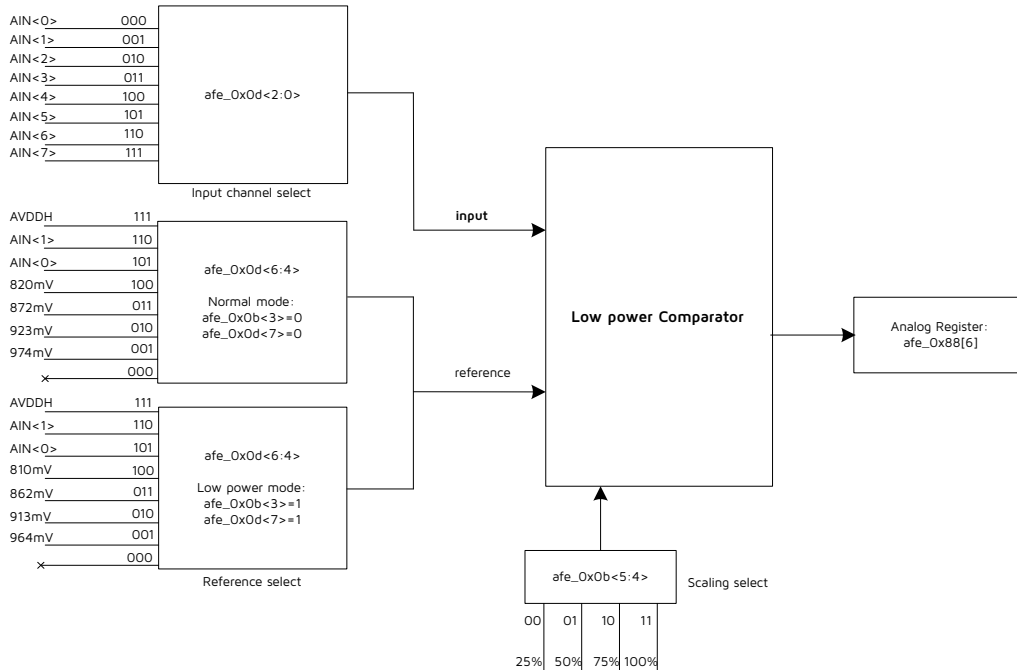 AIN<0> 000
AIN<1> 001
AIN<2> 010
AIN<3> 011
AIN<4> 100
AIN<5> 101
AIN<6> 110
AIN<7> 111
afe_0x0d<2:0>
Input channel select
AVDDH 111
AIN<1> 110
AIN<0> 101
820mV 100
872mV 011
923mV 010
974mV 001
000
afe_0x0d<6:4>
Normal mode:
afe_0x0b<3>=0
afe_0x0d<7>=0
AVDDH 111
AIN<1> 110
AIN<0> 101
810mV 100
862mV 011
913mV 010
964mV 001
000
afe_0x0d<6:4>
Low power mode:
afe_0x0b<3>=1
afe_0x0d<7>=1
Reference select
input
reference
Low power Comparator
Analog Register:
afe_0x88[6]
afe_0x0b<5:4>
Scaling select
00 01 10 11
25% 50% 75% 100%